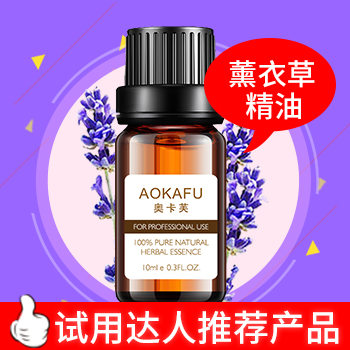 薰衣草
精油
AOKAFU
奥卡芙
FOR PROFESSIONAL USE
100% PURE NATURAL
HERBAL ESSENCE
10ml e 0.3FL.OZ.
试用达人推荐产品